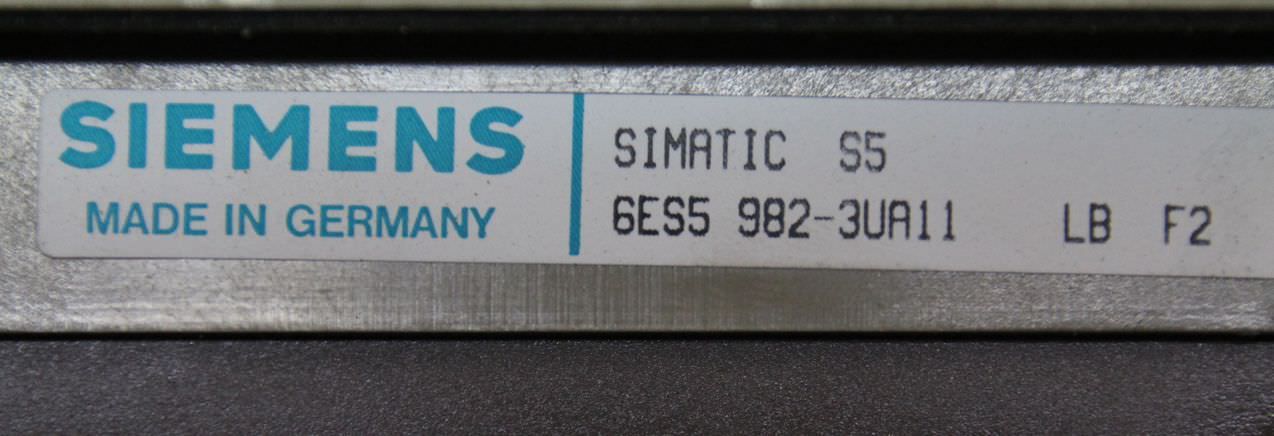 SIEMENS
MADE IN GERMANY
SIMATIC S5
6ES5 982-3UA11 LB F2